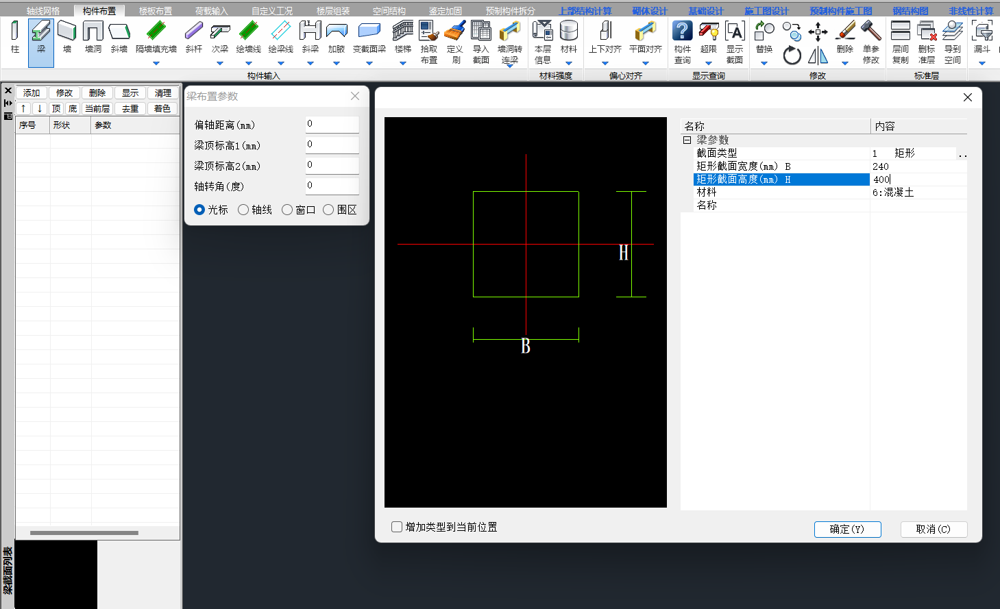 轴线网格 构件布置 楼板布置 荷载输入 自定义工况 楼层组装 空间结构 鉴定加固 预制构件拆分 上部结构计算 砌体设计 基础设计 施工图设计 预制构件施工图 钢结构图 非线性计算
柱 梁 墙 墙洞 斜墙 隔墙填充墙 斜杆 次梁 绘墙线 绘梁线 斜梁 加腋 变截面梁 楼梯 拾取布置 定义刷 导入截面 墙洞转连梁 本层信息 材料 上下对齐 平面对齐 构件查询 超限 显示截面 替换 删除 单参修改 层间复制 删标准层 导到空间 漏斗
构件输入 材料强度 偏心对齐 显示查询 修改 标准层
添加 修改 删除 显示 清理
↑ ↓ 顶 底 当前层 去重 着色
序号 形状 参数
梁截面列表
梁布置参数
偏轴距离(mm) 0
梁顶标高1(mm) 0
梁顶标高2(mm) 0
轴转角(度) 0
光标 轴线 窗口 围区
H
B
名称 内容
梁参数
截面类型 1 矩形 ..
矩形截面宽度(mm) B 240
矩形截面高度(mm) H 400
材料 6:混凝土
名称
增加类型到当前位置
确定(Y) 取消(C)